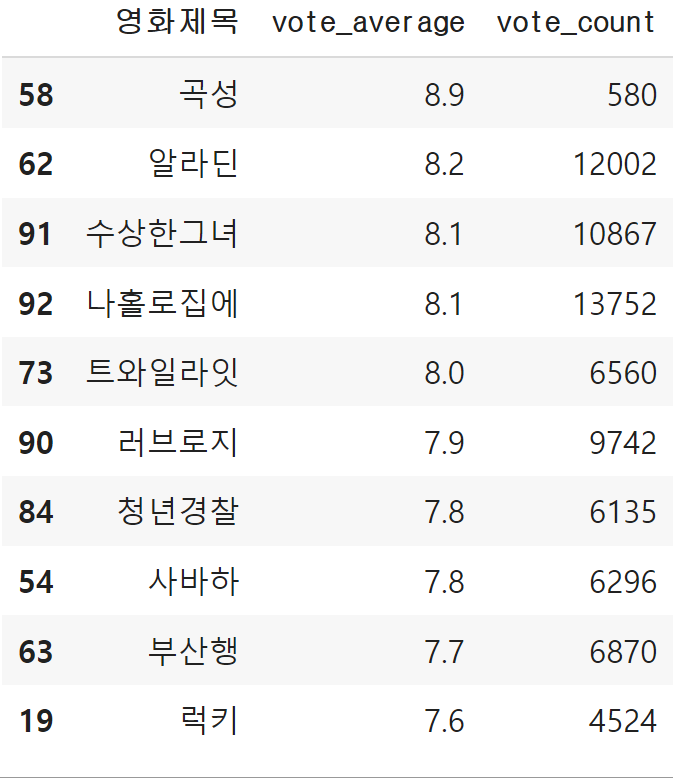 영화제목 vote_average vote_count
58 곡성 8.9 580
62 알라딘 8.2 12002
91 수상한그녀 8.1 10867
92 나홀로집에 8.1 13752
73 트와일라잇 8.0 6560
90 러브로지 7.9 9742
84 청년경찰 7.8 6135
54 사바하 7.8 6296
63 부산행 7.7 6870
19 럭키 7.6 4524